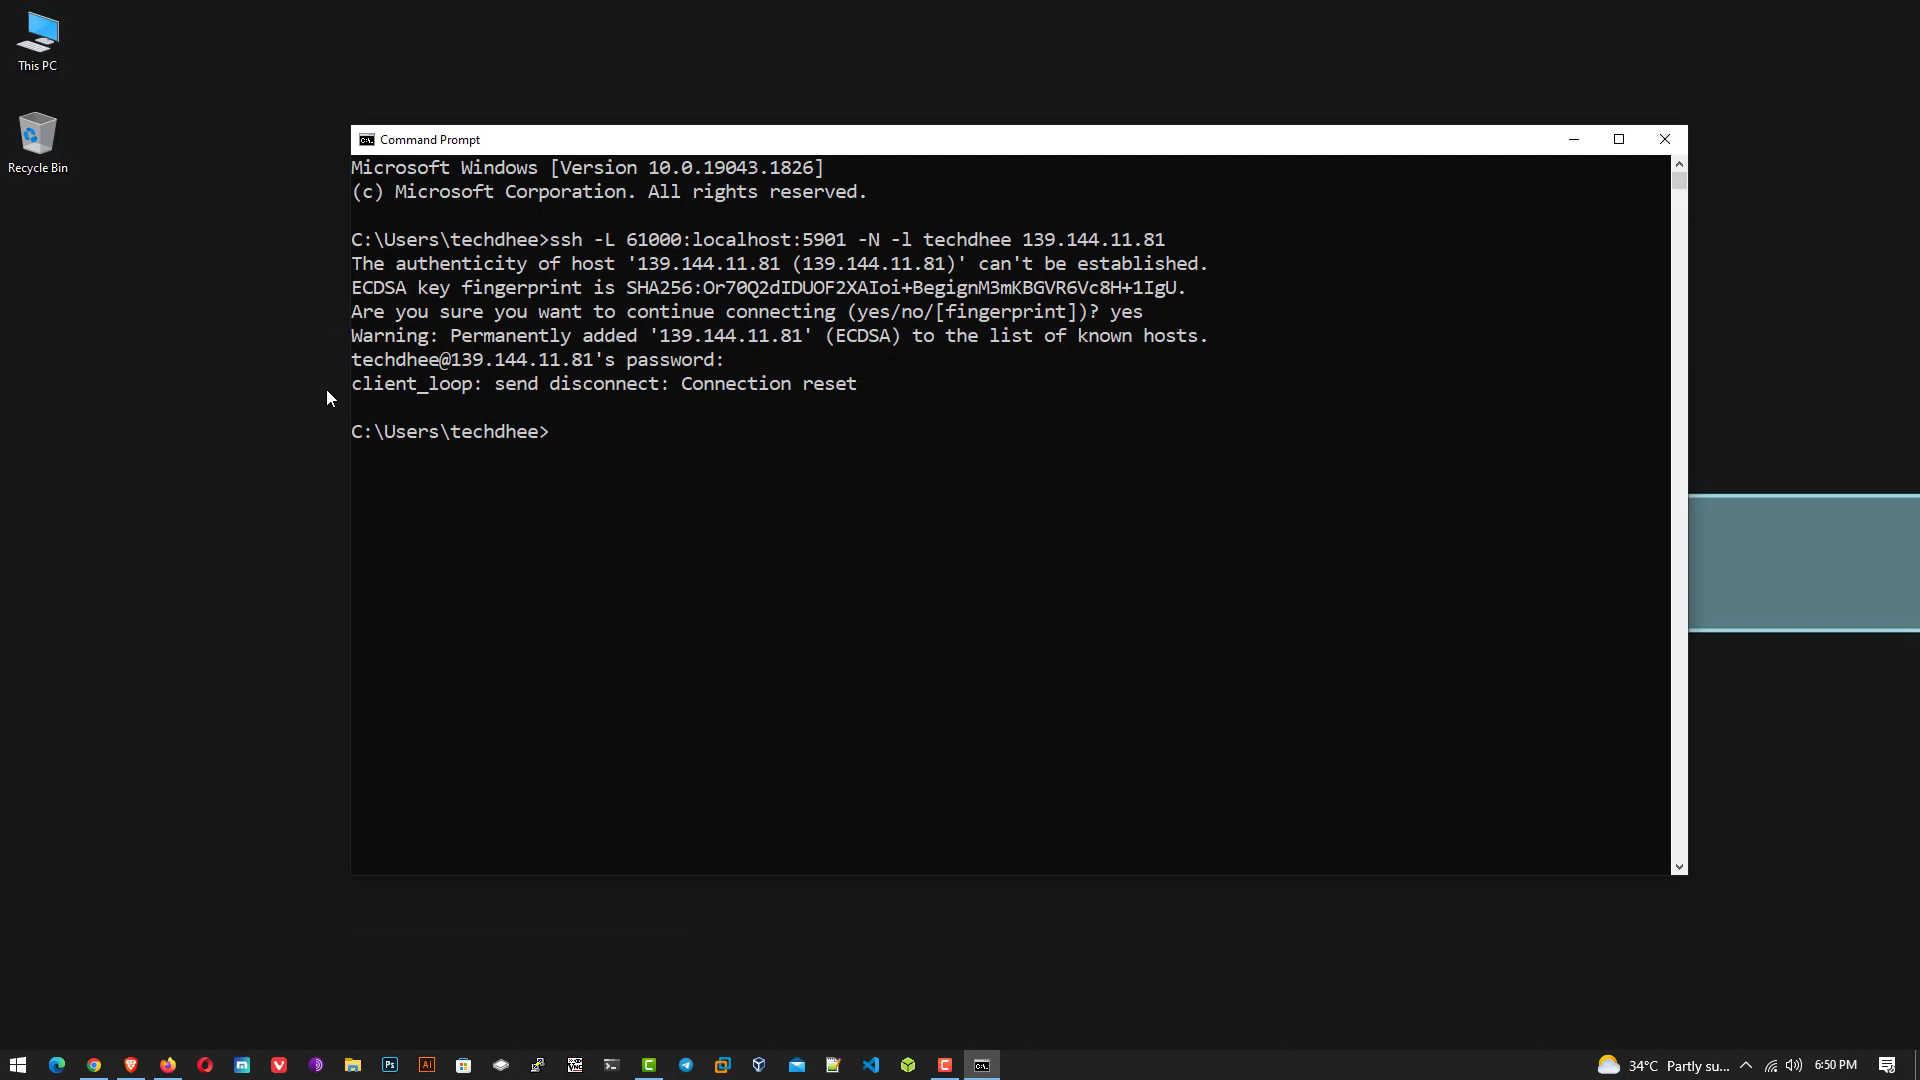 This PC
Recycle Bin
Command Prompt
Microsoft Windows [Version 10.0.19043.1826]
(c) Microsoft Corporation. All rights reserved.
C:\Users\techdhee>ssh -L 61000:localhost:5901 -N -l techdhee 139.144.11.81
The authenticity of host '139.144.11.81 (139.144.11.81)' can't be established.
ECDSA key fingerprint is SHA256:Or70Q2dIDUOF2XAIoi+BegignM3mKBGVR6Vc8H+1IgU.
Are you sure you want to continue connecting (yes/no/[fingerprint])? yes
Warning: Permanently added '139.144.11.81' (ECDSA) to the list of known hosts.
techdhee@139.144.11.81's password:
client_loop: send disconnect: Connection reset
C:\Users\techdhee>
34°C Partly su... 6:50 PM